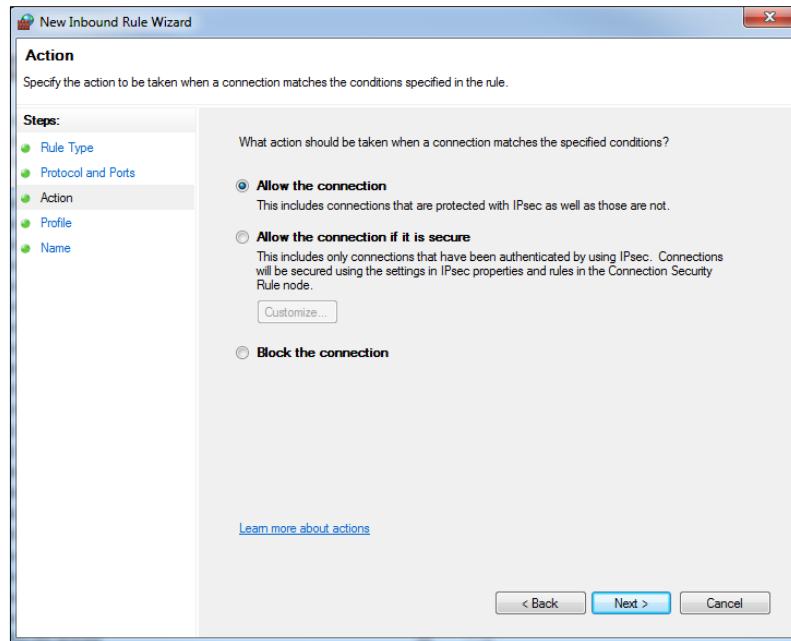 New Inbound Rule Wizard
Action
Specify the action to be taken when a connection matches the conditions specified in the rule.
Steps:
Rule Type
Protocol and Ports
Action
Profile
Name
What action should be taken when a connection matches the specified conditions?
Allow the connection
This includes connections that are protected with IPsec as well as those are not.
Allow the connection if it is secure
This includes only connections that have been authenticated by using IPsec. Connections
will be secured using the settings in IPsec properties and rules in the Connection Security
Rule node.
Customize...
Block the connection
Learn more about actions
< Back
Next >
Cancel